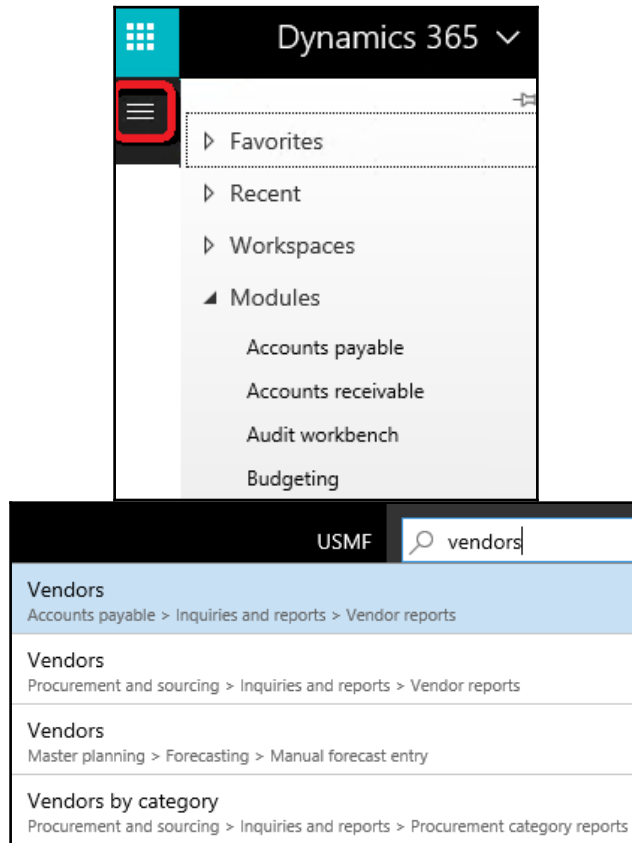 Dynamics 365
Favorites
Recent
Workspaces
Modules
Accounts payable
Accounts receivable
Audit workbench
Budgeting
USMF vendors
Vendors
Accounts payable > Inquiries and reports > Vendor reports
Vendors
Procurement and sourcing > Inquiries and reports > Vendor reports
Vendors
Master planning > Forecasting > Manual forecast entry
Vendors by category
Procurement and sourcing > Inquiries and reports > Procurement category reports